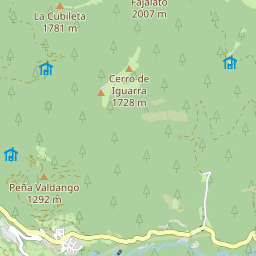 Fajalato
2007 m
La Cubileta
1781 m
Cerro de
Iguarra
1728 m
Peña Valdango
1292 m